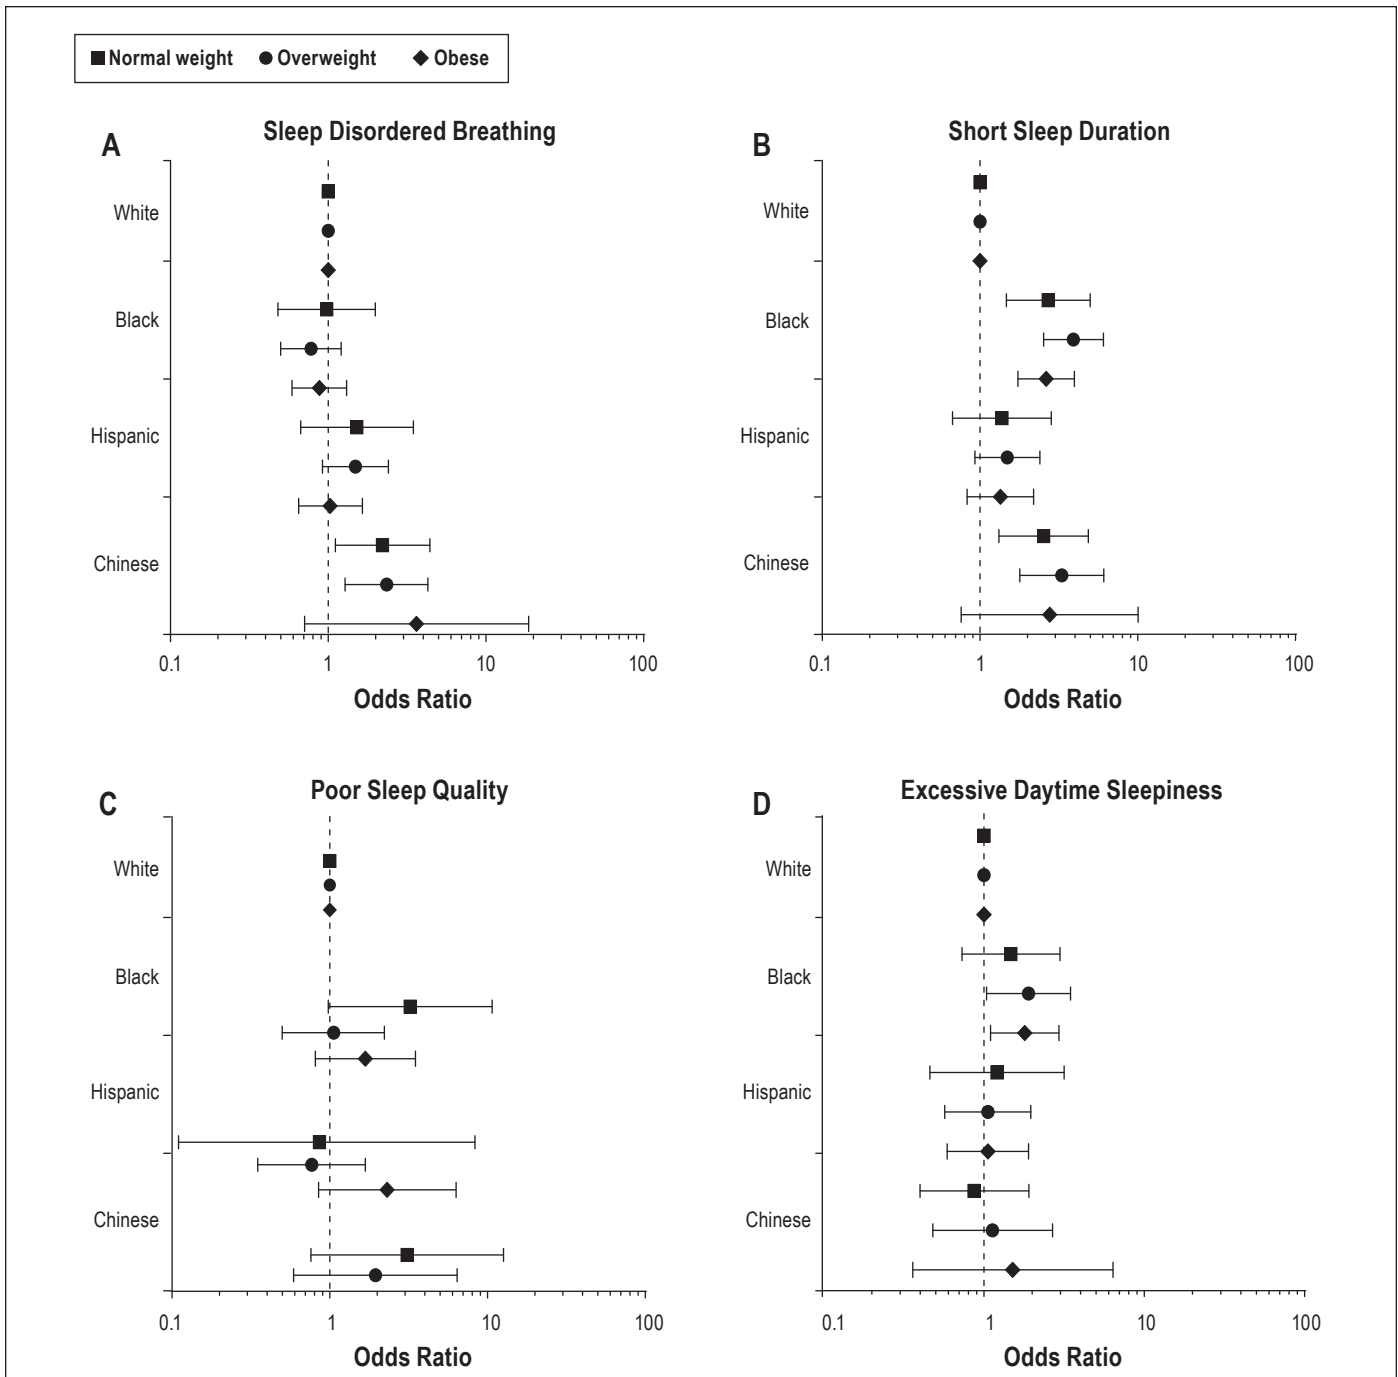 Normal weight Overweight Obese
A Sleep Disordered Breathing
White
Black
Hispanic
Chinese
0.1 1 10 100
Odds Ratio
B Short Sleep Duration
White
Black
Hispanic
Chinese
0.1 1 10 100
Odds Ratio
C Poor Sleep Quality
White
Black
Hispanic
Chinese
0.1 1 10 100
Odds Ratio
D Excessive Daytime Sleepiness
White
Black
Hispanic
Chinese
0.1 1 10 100
Odds Ratio